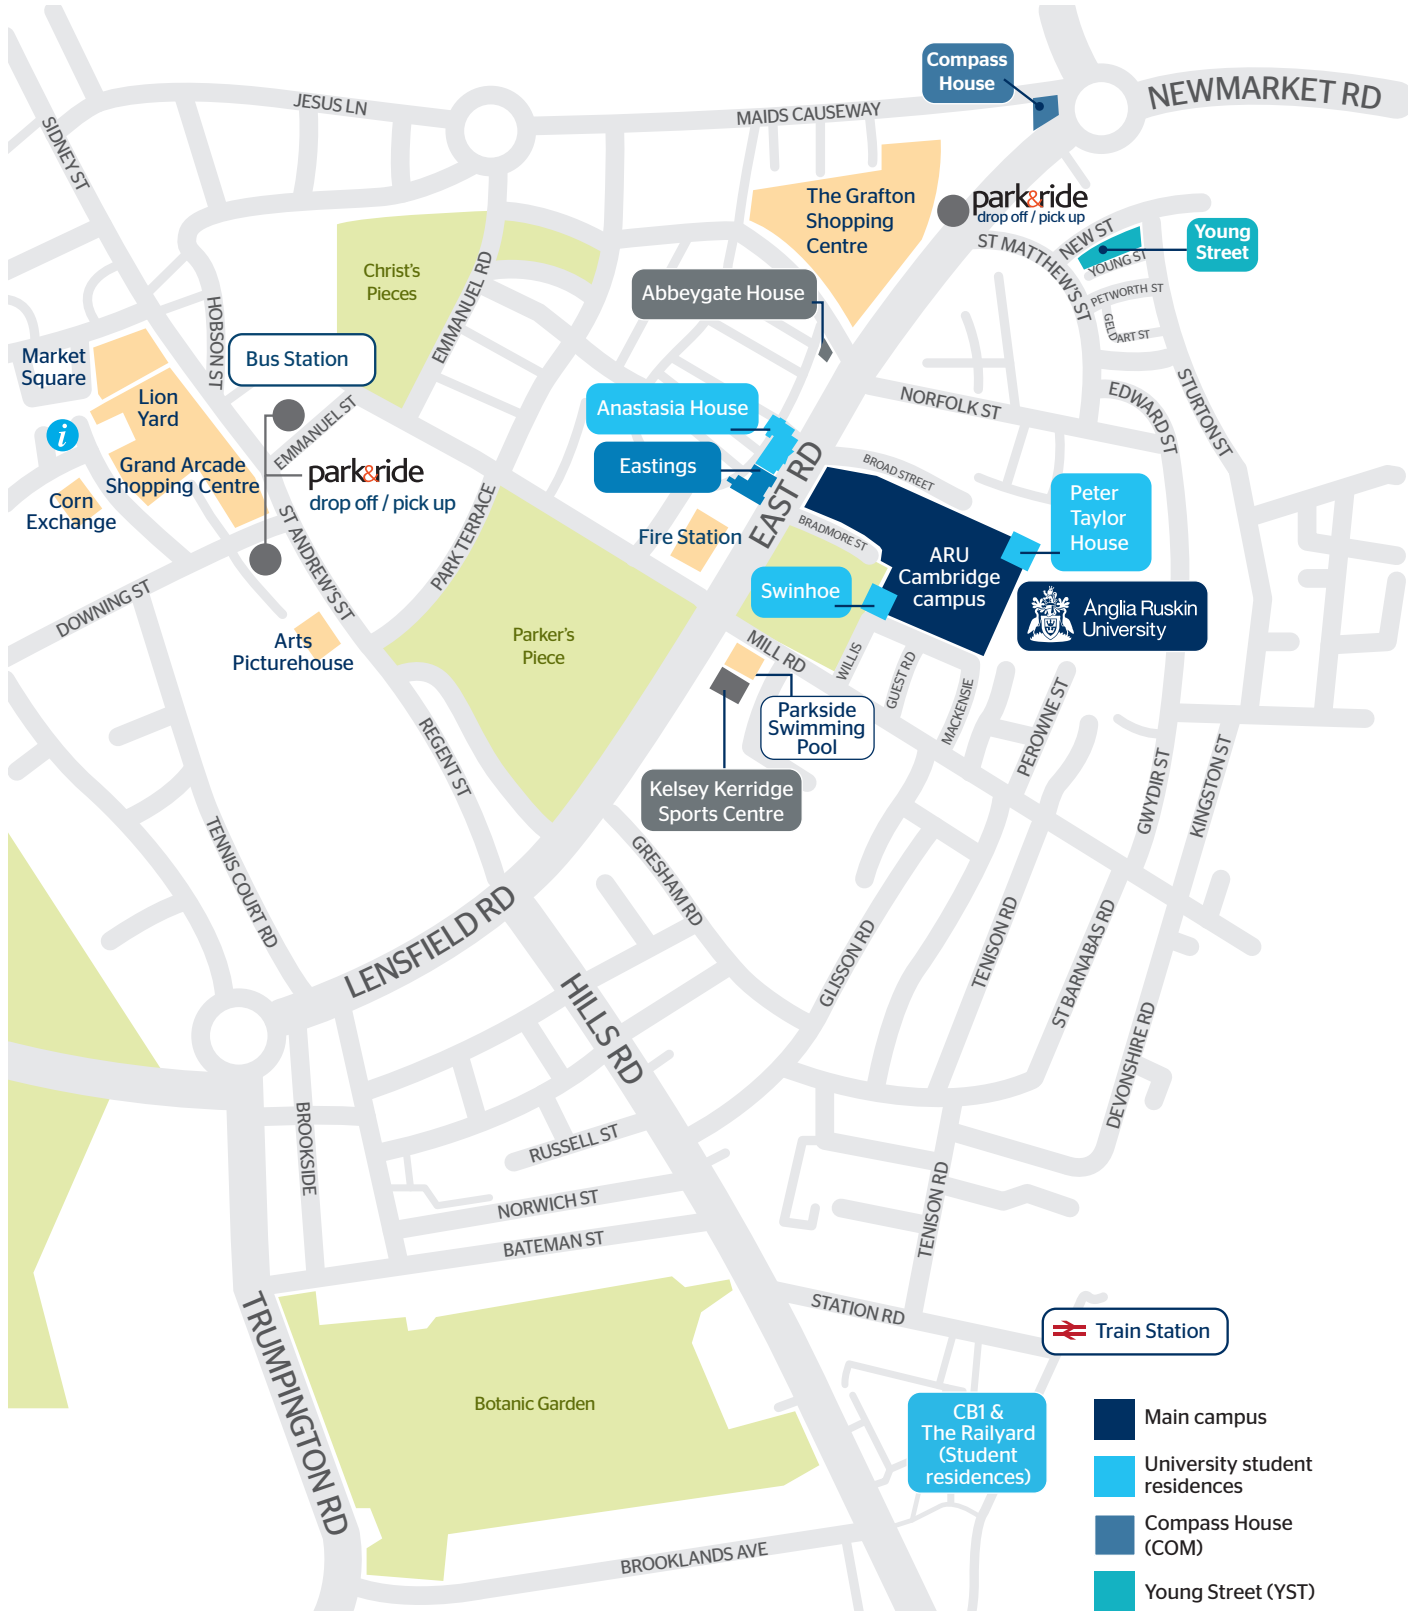 Compass
House
NEWMARKET RD
JESUS LN
MAIDS CAUSEWAY
SIDNEY ST
The Grafton
Shopping
Centre
park&ride
drop off / pick up
ST MATTHEW'S ST
NEW ST
YOUNG ST
Young
Street
PETWORTH ST
GELDART ST
Christ's
Pieces
EMMANUEL RD
Abbeygate House
HOBSON ST
Bus Station
Market
Square
Lion
Yard
EMMANUEL ST
Anastasia House
NORFOLK ST
EDWARD ST
STURTON ST
i
Grand Arcade
Shopping Centre
park&ride
drop off / pick up
Eastings
EAST RD
BROAD STREET
Corn
Exchange
ST ANDREW'S ST
PARK TERRACE
Fire Station
BRADMORE ST
Peter
Taylor
House
ARU
Cambridge
campus
Swinhoe
Anglia Ruskin
University
DOWNING ST
Arts
Picturehouse
Parker's
Piece
MILL RD
WILLIS
GUEST RD
MACKENSIE
PEROWNE ST
Parkside
Swimming
Pool
REGENT ST
Kelsey Kerridge
Sports Centre
GWYDIR ST
KINGSTON ST
TENNIS COURT RD
GRESHAM RD
LENSFIELD RD
GLISSON RD
TENISON RD
ST BARNABAS RD
HILLS RD
DEVONSHIRE RD
BROOKSIDE
RUSSELL ST
NORWICH ST
BATEMAN ST
TENISON RD
STATION RD
Train Station
TRUMPINGTON RD
Botanic Garden
CB1 &
The Railyard
(Student
residences)
BROOKLANDS AVE
Main campus
University student
residences
Compass House
(COM)
Young Street (YST)